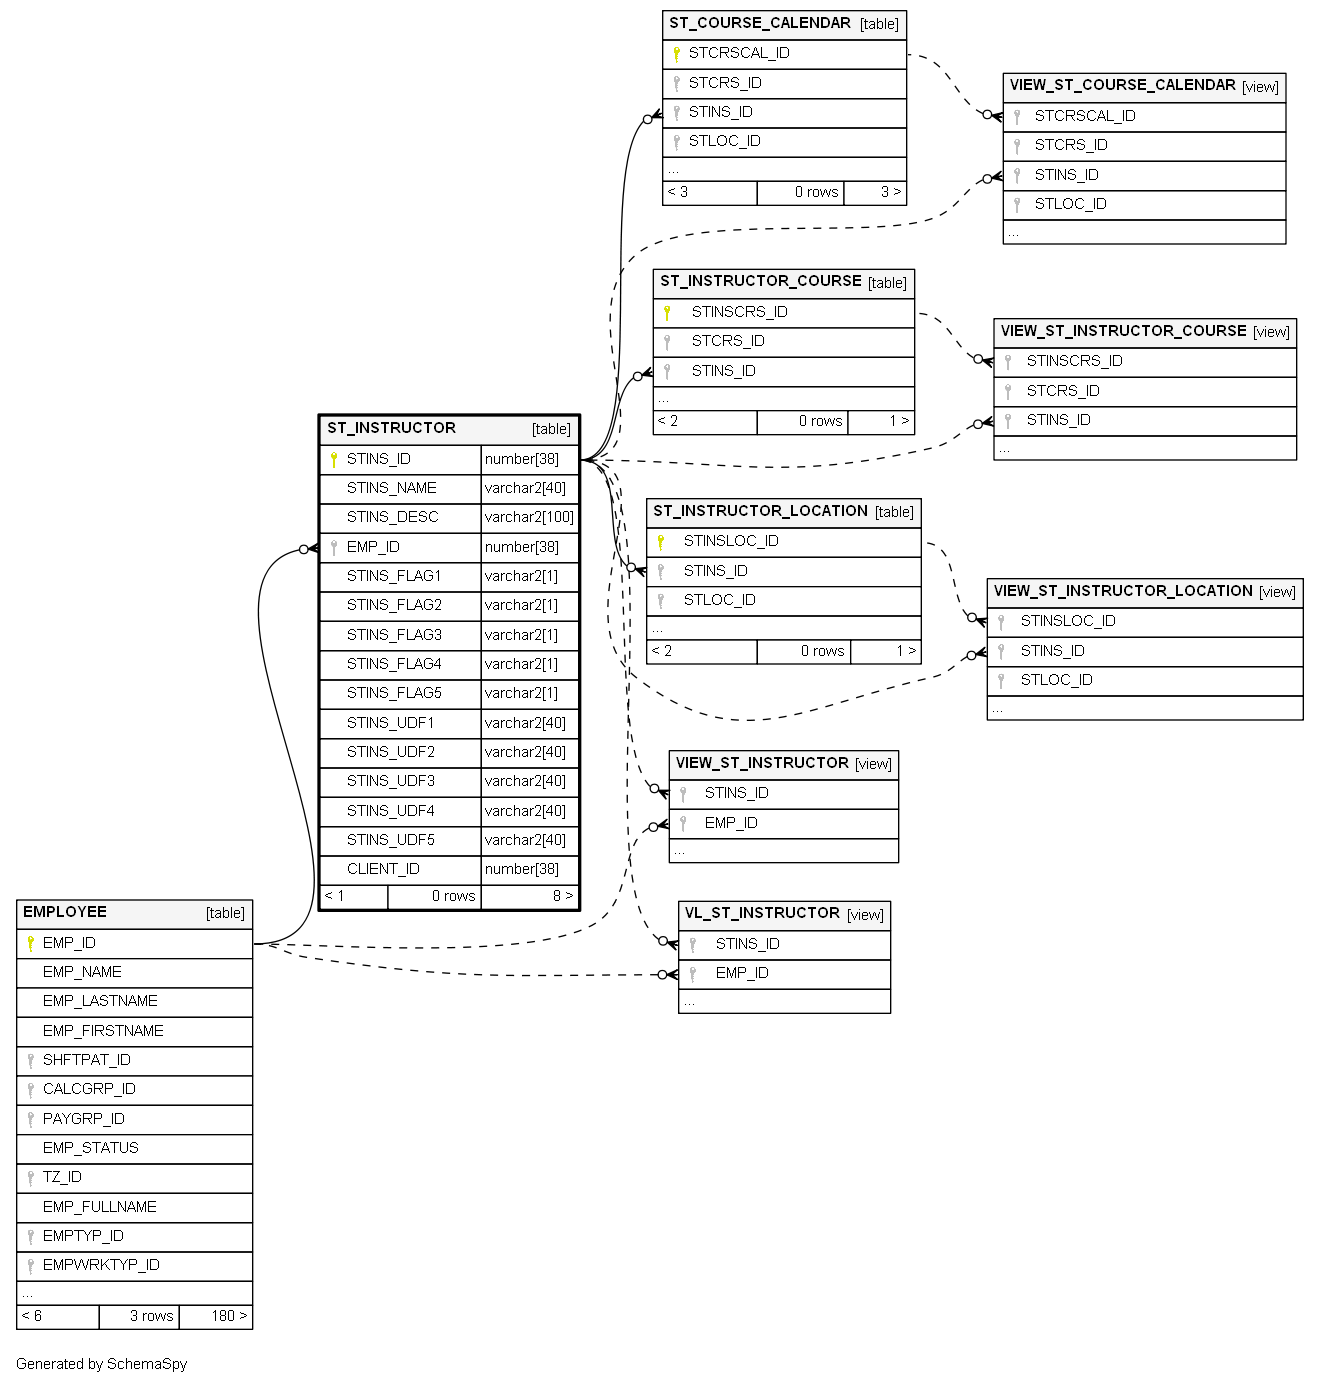 ST_COURSE_CALENDAR [table]
STCRSCAL_ID
STCRS_ID
STINS_ID
STLOC_ID
...
< 3 0 rows 3 >
VIEW_ST_COURSE_CALENDAR [view]
STCRSCAL_ID
STCRS_ID
STINS_ID
STLOC_ID
...
ST_INSTRUCTOR_COURSE [table]
STINSCRS_ID
STCRS_ID
STINS_ID
...
< 2 0 rows 1 >
VIEW_ST_INSTRUCTOR_COURSE [view]
STINSCRS_ID
STCRS_ID
STINS_ID
...
ST_INSTRUCTOR [table]
STINS_ID number[38]
STINS_NAME varchar2[40]
STINS_DESC varchar2[100]
EMP_ID number[38]
STINS_FLAG1 varchar2[1]
STINS_FLAG2 varchar2[1]
STINS_FLAG3 varchar2[1]
STINS_FLAG4 varchar2[1]
STINS_FLAG5 varchar2[1]
STINS_UDF1 varchar2[40]
STINS_UDF2 varchar2[40]
STINS_UDF3 varchar2[40]
STINS_UDF4 varchar2[40]
STINS_UDF5 varchar2[40]
CLIENT_ID number[38]
< 1 0 rows 8 >
ST_INSTRUCTOR_LOCATION [table]
STINSLOC_ID
STINS_ID
STLOC_ID
...
< 2 0 rows 1 >
VIEW_ST_INSTRUCTOR_LOCATION [view]
STINSLOC_ID
STINS_ID
STLOC_ID
...
VIEW_ST_INSTRUCTOR [view]
STINS_ID
EMP_ID
...
VL_ST_INSTRUCTOR [view]
STINS_ID
EMP_ID
...
EMPLOYEE [table]
EMP_ID
EMP_NAME
EMP_LASTNAME
EMP_FIRSTNAME
SHFTPAT_ID
CALCGRP_ID
PAYGRP_ID
EMP_STATUS
TZ_ID
EMP_FULLNAME
EMPTYP_ID
EMPWRKTYP_ID
...
< 6 3 rows 180 >
Generated by SchemaSpy